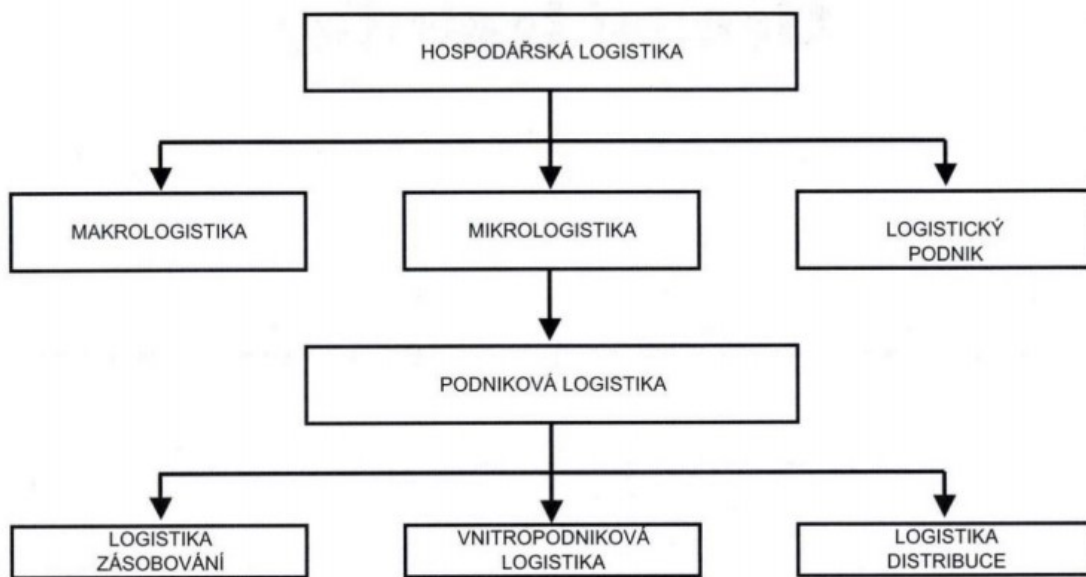 HOSPODÁŘSKÁ LOGISTIKA
MAKROLOGISTIKA
MIKROLOGISTIKA
LOGISTICKÝ
PODNIK
PODNIKOVÁ LOGISTIKA
LOGISTIKA
ZÁSOBOVÁNÍ
VNITROPODNIKOVÁ
LOGISTIKA
LOGISTIKA
DISTRIBUCE